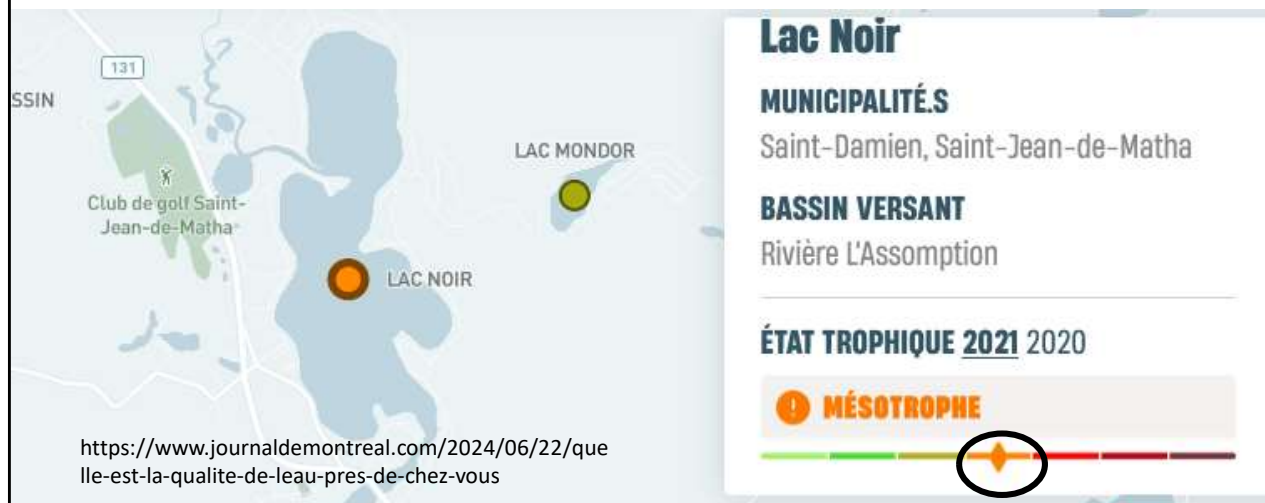 131
SSIN
Club de golf Saint-
Jean-de-Matha
LAC MONDOR
LAC NOIR
https://www.journaldemontreal.com/2024/06/22/que
lle-est-la-qualite-de-leau-pres-de-chez-vous
Lac Noir
MUNICIPALITÉ.S
Saint-Damien, Saint-Jean-de-Matha
BASSIN VERSANT
Rivière L'Assomption
ÉTAT TROPHIQUE 2021 2020
! MÉSOTROPHE